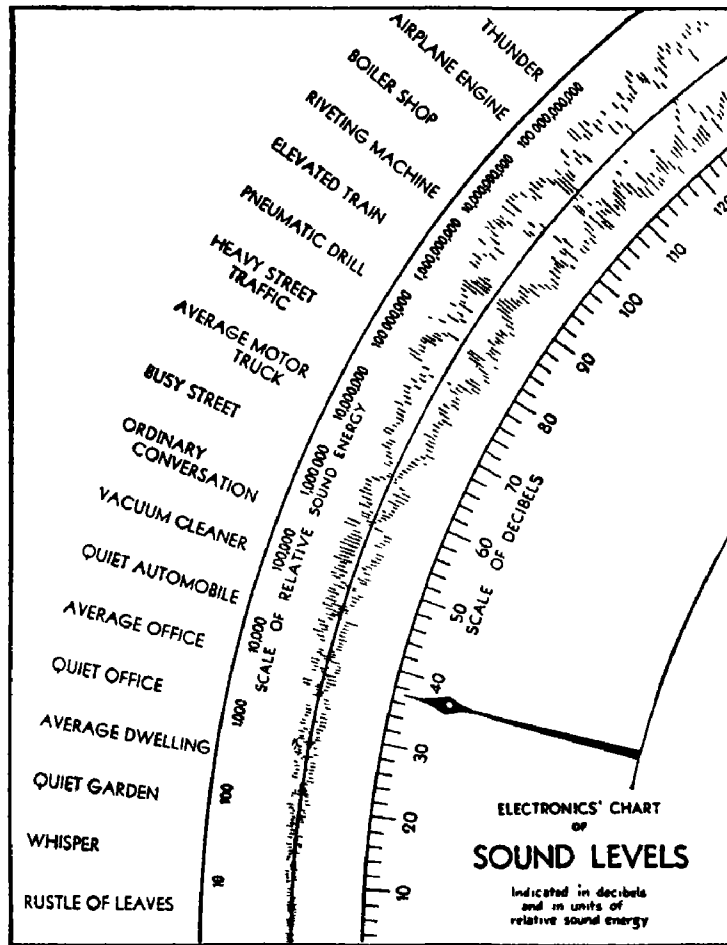 THUNDER
AIRPLANE ENGINE
BOILER SHOP
RIVETING MACHINE
ELEVATED TRAIN
PNEUMATIC DRILL
HEAVY STREET
TRAFFIC
AVERAGE MOTOR
TRUCK
BUSY STREET
ORDINARY
CONVERSATION
VACUUM CLEANER
QUIET AUTOMOBILE
AVERAGE OFFICE
QUIET OFFICE
AVERAGE DWELLING
QUIET GARDEN
WHISPER
RUSTLE OF LEAVES
100,000,000,000
10,000,000,000
1,000,000,000
100,000,000
10,000,000
1,000,000
100,000
10,000
1,000
100
10
SCALE OF RELATIVE SOUND ENERGY
120
110
100
90
80
70
60
50
40
30
20
10
SCALE OF DECIBELS
ELECTRONICS' CHART
OF
SOUND LEVELS
Indicated in decibels
and in units of
relative sound energy